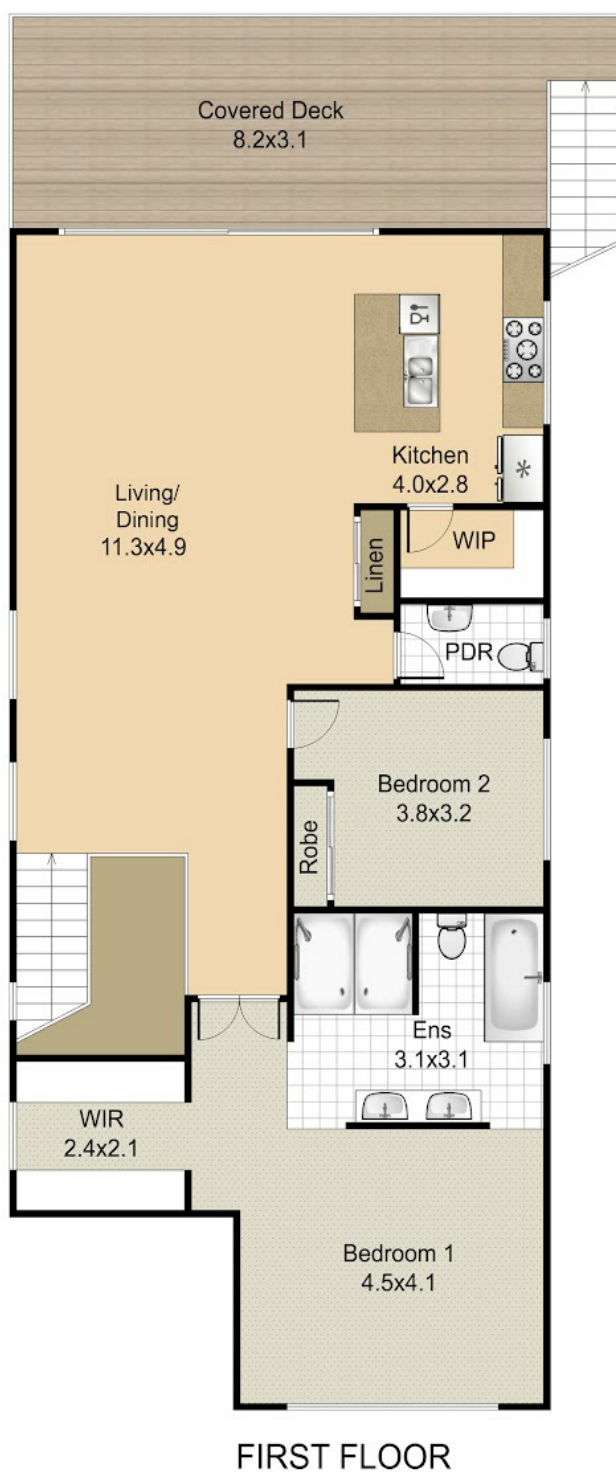 Covered Deck
8.2x3.1
Kitchen
4.0x2.8
Living/
Dining
11.3x4.9
Linen
WIP
PDR
Bedroom 2
3.8x3.2
Robe
Ens
3.1x3.1
WIR
2.4x2.1
Bedroom 1
4.5x4.1
FIRST FLOOR